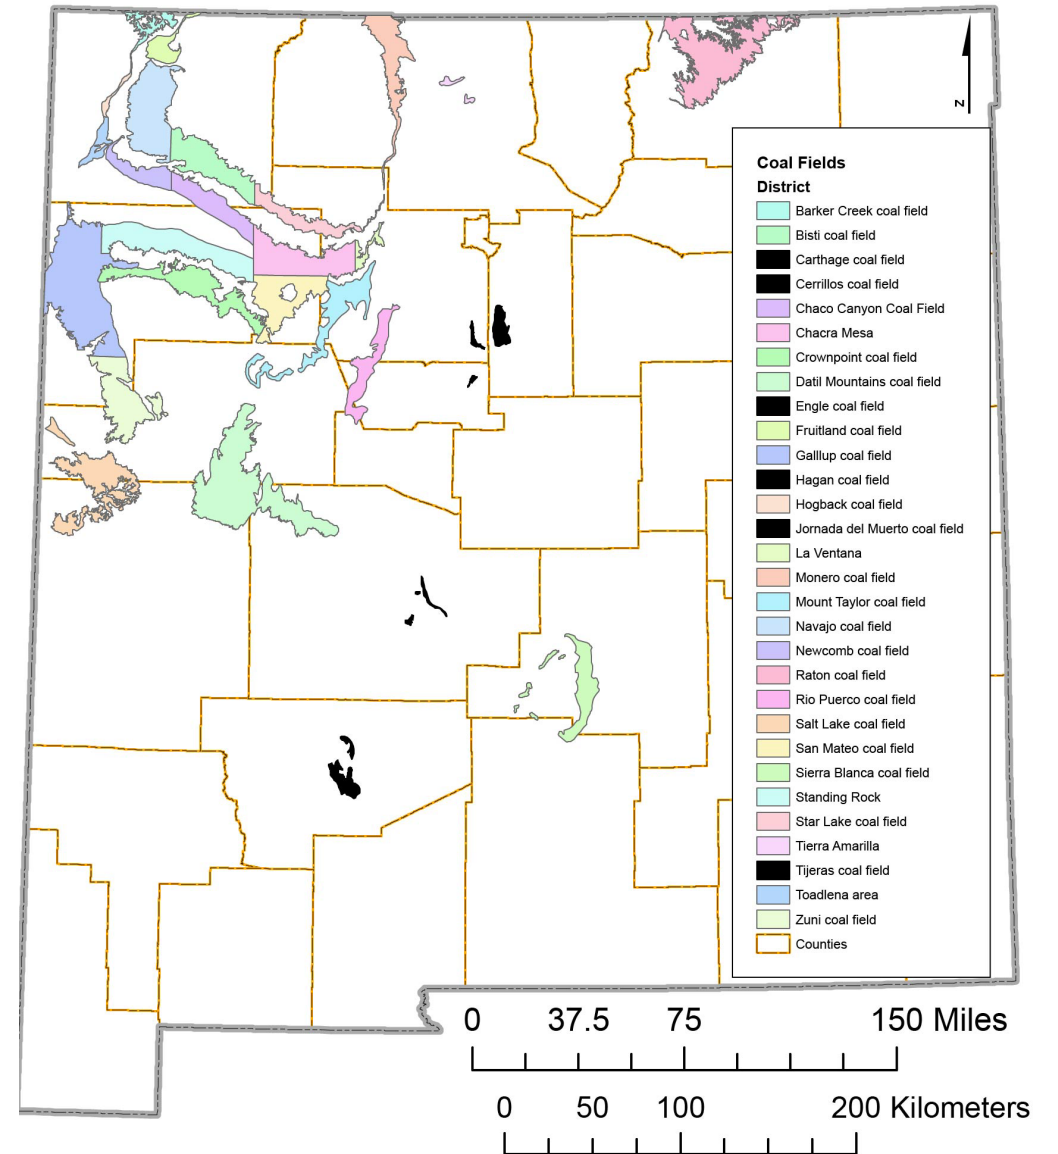 N
Coal Fields
District
Barker Creek coal field
Bisti coal field
Carthage coal field
Cerrillos coal field
Chaco Canyon Coal Field
Chacra Mesa
Crownpoint coal field
Datil Mountains coal field
Engle coal field
Fruitland coal field
Galllup coal field
Hagan coal field
Hogback coal field
Jornada del Muerto coal field
La Ventana
Monero coal field
Mount Taylor coal field
Navajo coal field
Newcomb coal field
Raton coal field
Rio Puerco coal field
Salt Lake coal field
San Mateo coal field
Sierra Blanca coal field
Standing Rock
Star Lake coal field
Tierra Amarilla
Tijeras coal field
Toadlena area
Zuni coal field
Counties
0 37.5 75 150 Miles
0 50 100 200 Kilometers